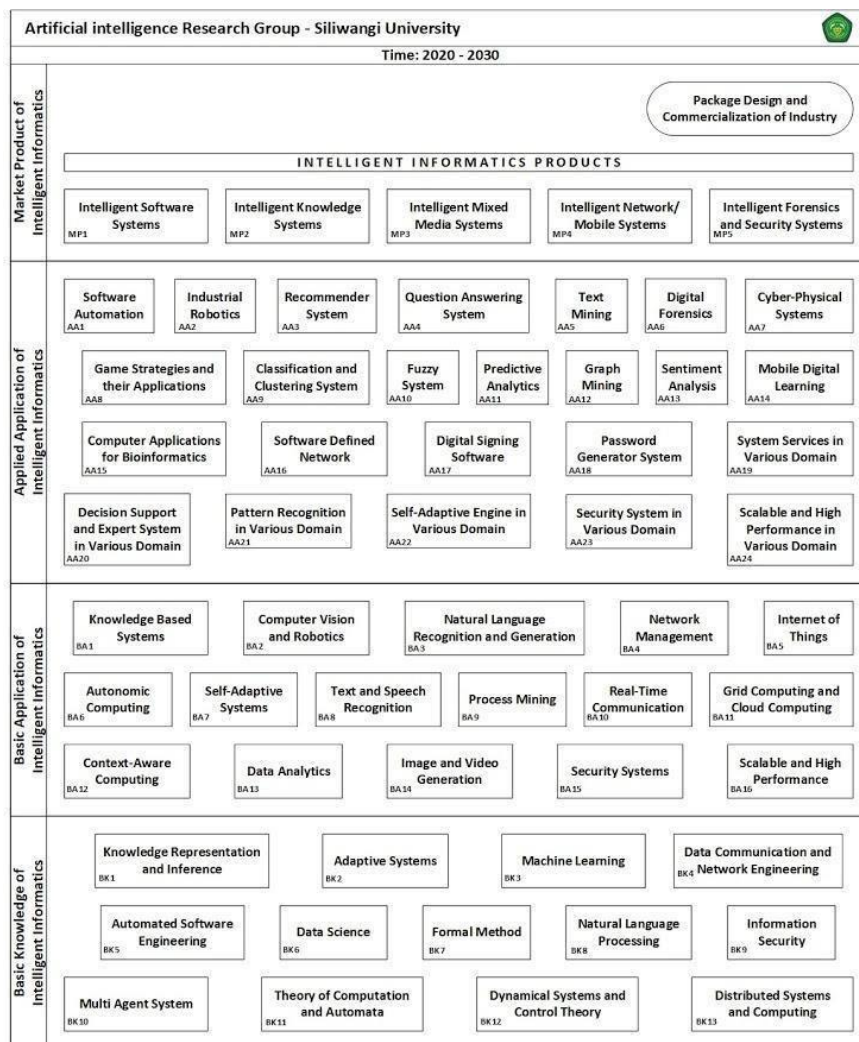 Artificial intelligence Research Group - Siliwangi University
Time: 2020 - 2030
Market Product of
Intelligent Informatics
Package Design and
Commercialization of Industry
INTELLIGENT INFORMATICS PRODUCTS
Intelligent Software
Systems
MP1
Intelligent Knowledge
Systems
MP2
Intelligent Mixed
Media Systems
MP3
Intelligent Network/
Mobile Systems
MP4
Intelligent Forensics
and Security Systems
MP5
Applied Application of
Intelligent Informatics
Software
Automation
AA1
Industrial
Robotics
AA2
Recommender
System
AA3
Question Answering
System
AA4
Text
Mining
AA5
Digital
Forensics
AA6
Cyber-Physical
Systems
AA7
Game Strategies and
their Applications
AA8
Classification and
Clustering System
AA9
Fuzzy
System
AA10
Predictive
Analytics
AA11
Graph
Mining
AA12
Sentiment
Analysis
AA13
Mobile Digital
Learning
AA14
Computer Applications
for Bioinformatics
AA15
Software Defined
Network
AA16
Digital Signing
Software
AA17
Password
Generator System
AA18
System Services in
Various Domain
AA19
Decision Support
and Expert System
in Various Domain
AA20
Pattern Recognition
in Various Domain
AA21
Self-Adaptive Engine in
Various Domain
AA22
Security System in
Various Domain
AA23
Scalable and High
Performance in
Various Domain
AA24
Basic Application of
Intelligent Informatics
Knowledge Based
Systems
BA1
Computer Vision
and Robotics
BA2
Natural Language
Recognition and Generation
BA3
Network
Management
BA4
Internet of
Things
BA5
Autonomic
Computing
BA6
Self-Adaptive
Systems
BA7
Text and Speech
Recognition
BA8
Process Mining
BA9
Real-Time
Communication
BA10
Grid Computing and
Cloud Computing
BA11
Context-Aware
Computing
BA12
Data Analytics
BA13
Image and Video
Generation
BA14
Security Systems
BA15
Scalable and High
Performance
BA16
Basic Knowledge of
Intelligent Informatics
Knowledge Representation
and Inference
BK1
Adaptive Systems
BK2
Machine Learning
BK3
Data Communication and
Network Engineering
BK4
Automated Software
Engineering
BK5
Data Science
BK6
Formal Method
BK7
Natural Language
Processing
BK8
Information
Security
BK9
Multi Agent System
BK10
Theory of Computation
and Automata
BK11
Dynamical Systems and
Control Theory
BK12
Distributed Systems
and Computing
BK13